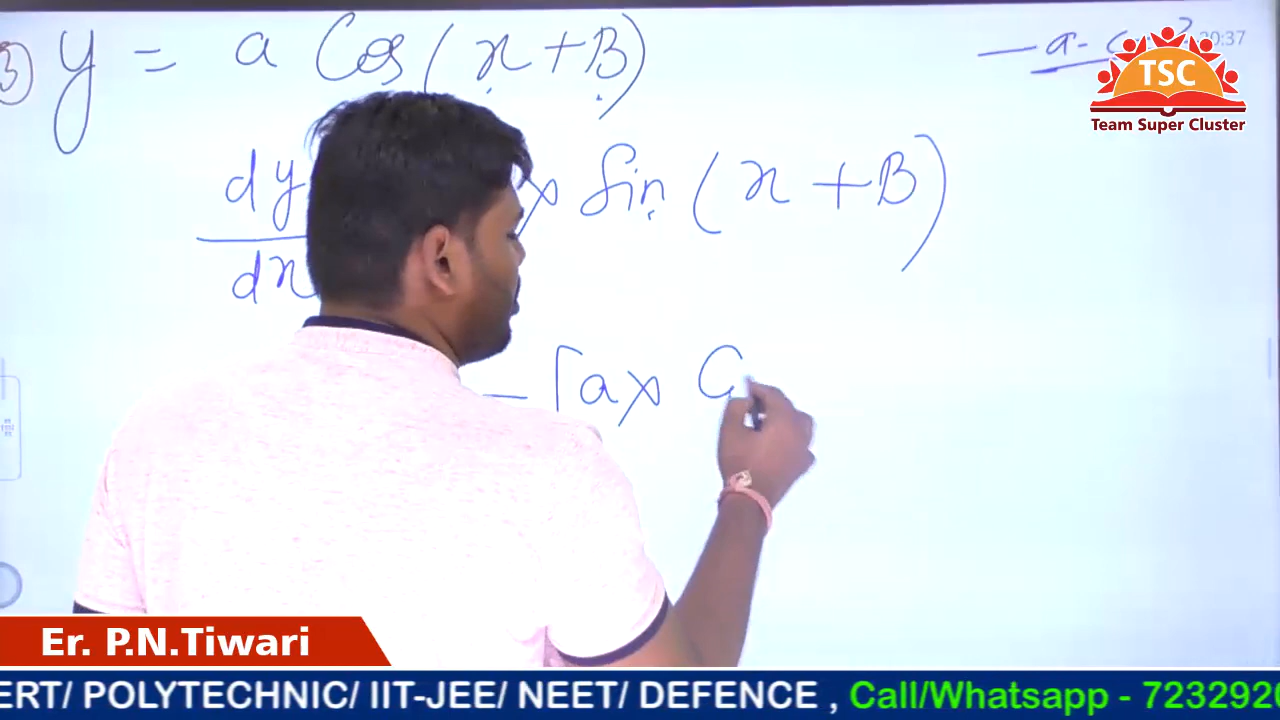 3) y = a Cos(x + B)
20:37
TSC
Team Super Cluster
dy x Sin (x + B)
dx
- [a x C
Er. P.N.Tiwari
ERT/ POLYTECHNIC/ IIT-JEE/ NEET/ DEFENCE , Call/Whatsapp - 7232920